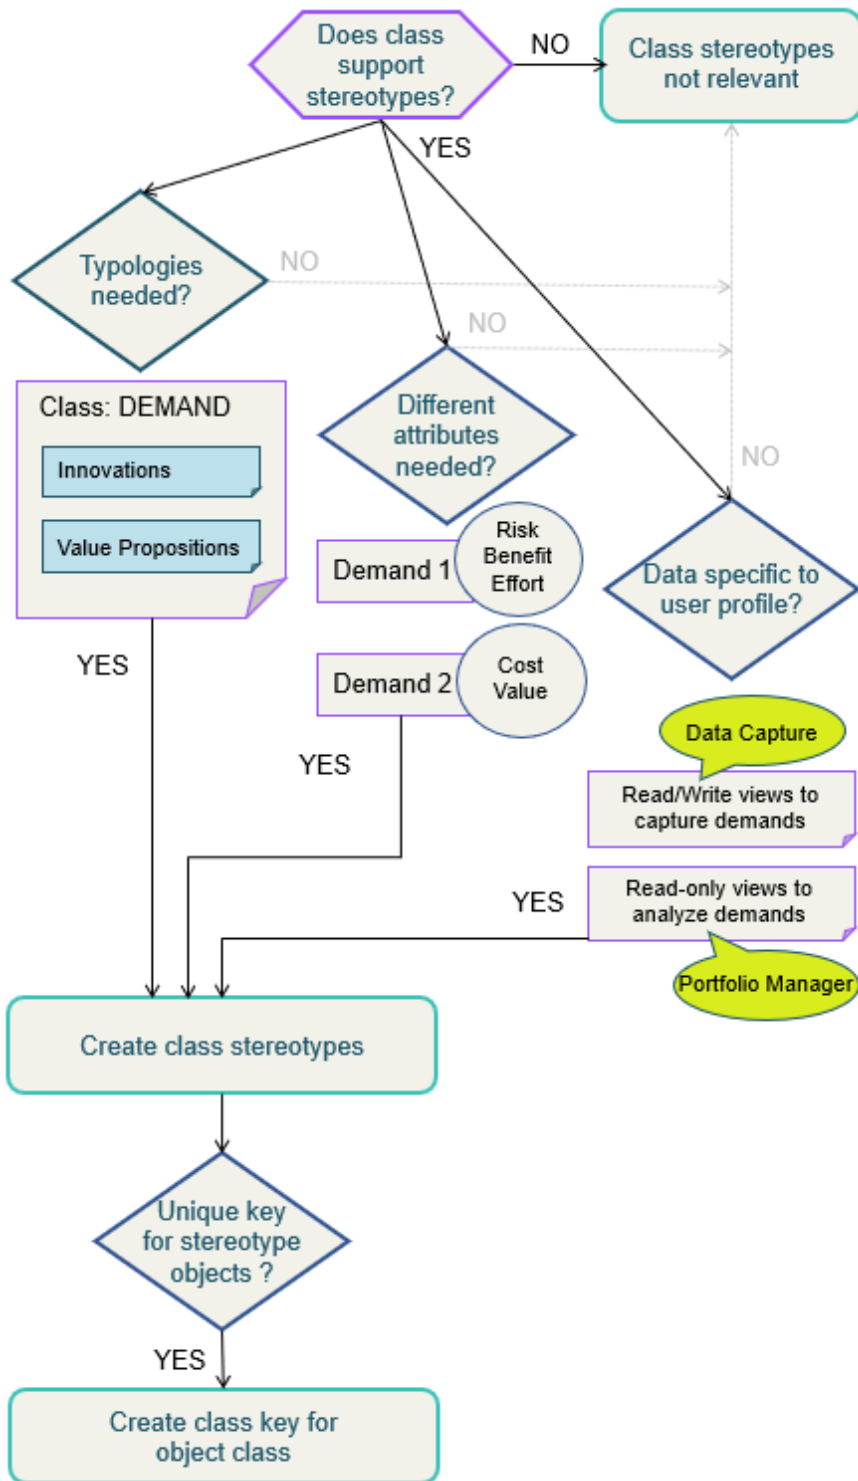 Does class
support
stereotypes?
NO
Class stereotypes
not relevant
YES
Typologies
needed?
NO
NO
Different
attributes
needed?
NO
Class: DEMAND
Innovations
Value Propositions
Risk
Benefit
Effort
Demand 1
Data specific to
user profile?
YES
Cost
Value
Demand 2
YES
Data Capture
Read/Write views to
capture demands
YES
Read-only views to
analyze demands
Portfolio Manager
Create class stereotypes
Unique key
for stereotype
objects ?
YES
Create class key for
object class